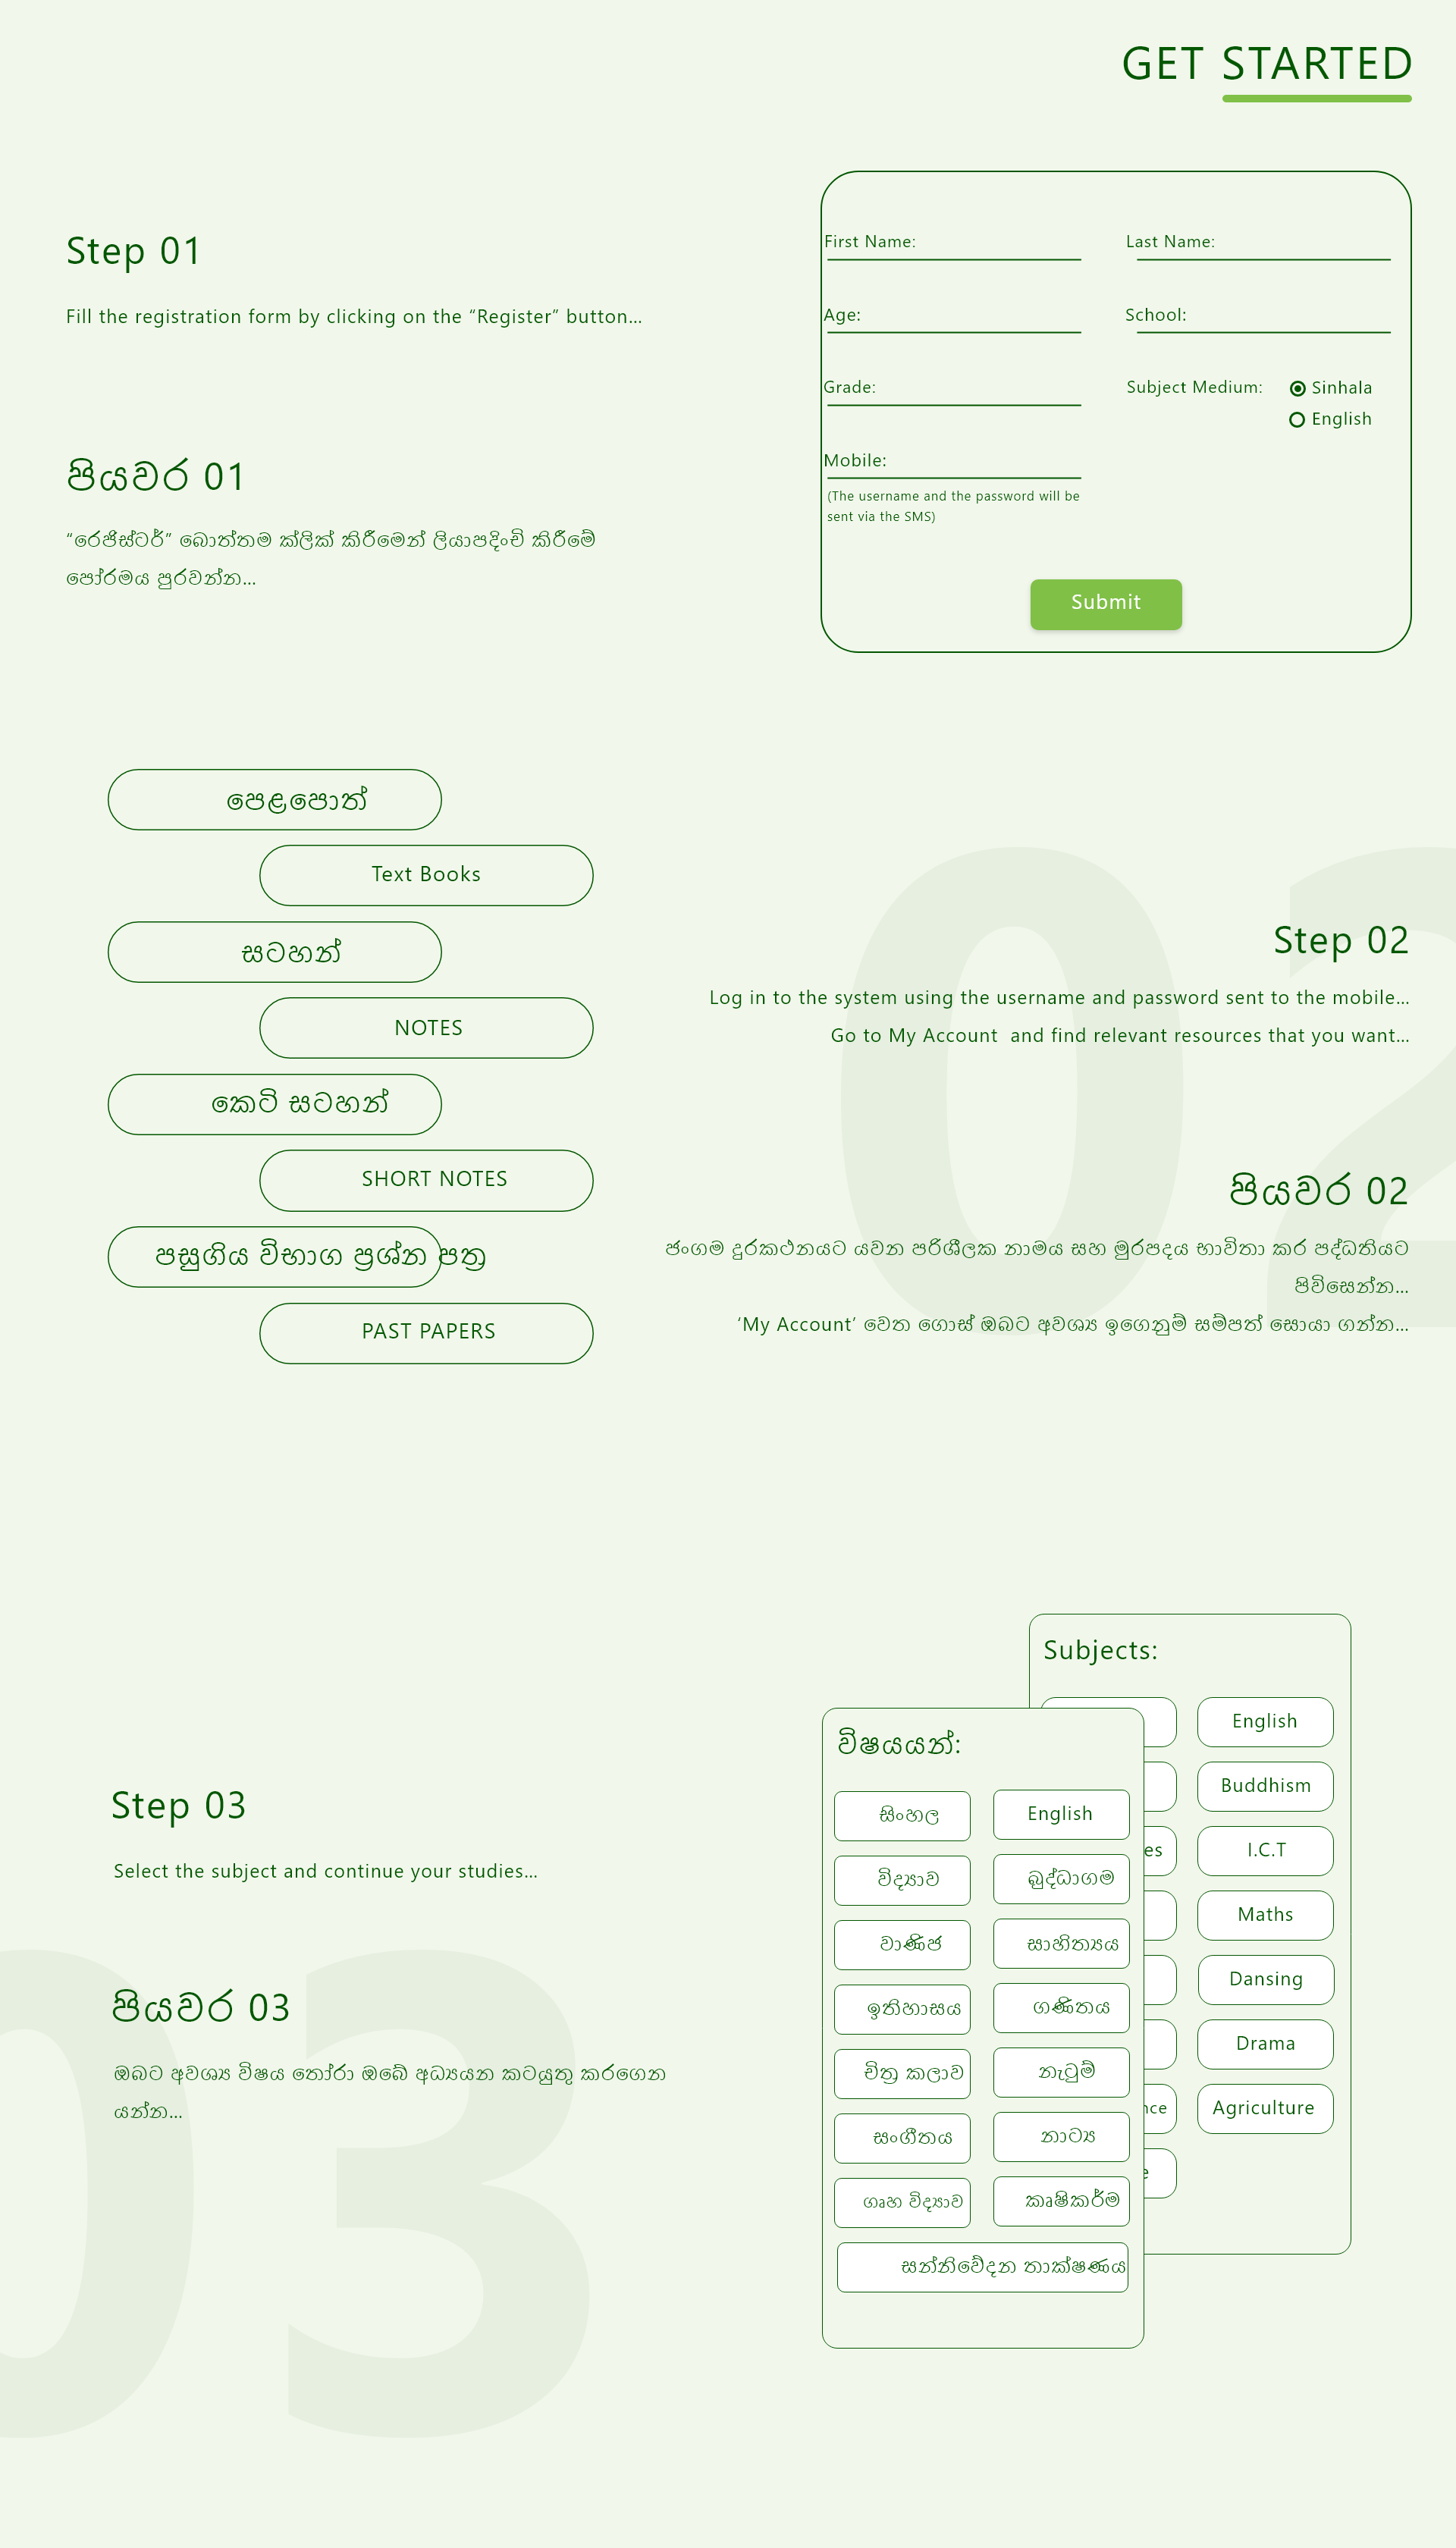 GET STARTED
Step 01
Fill the registration form by clicking on the “Register” button...
පියවර 01
“රෙජිස්ටර්” බොත්තම ක්ලික් කිරීමෙන් ලියාපදිංචි කිරීමේ
පෝරමය පුරවන්න...
First Name:
Last Name:
Age:
School:
Grade:
Subject Medium:
Sinhala
English
Mobile:
(The username and the password will be
sent via the SMS)
Submit
පෙළපොත්
Text Books
සටහන්
NOTES
කෙටි සටහන්
SHORT NOTES
පසුගිය විභාග ප්‍රශ්න පත්‍ර
PAST PAPERS
02
Step 02
Log in to the system using the username and password sent to the mobile...
Go to My Account  and find relevant resources that you want...
පියවර 02
ජංගම දුරකථනයට යවන පරිශීලක නාමය සහ මුරපදය භාවිතා කර පද්ධතියට
පිවිසෙන්න...
‘My Account’ වෙත ගොස් ඔබට අවශ්‍ය ඉගෙනුම් සම්පත් සොයා ගන්න...
Step 03
Select the subject and continue your studies...
03
පියවර 03
ඔබට අවශ්‍ය විෂය තෝරා ඔබේ අධ්‍යයන කටයුතු කරගෙන
යන්න...
Subjects:
English
Buddhism
I.C.T
Maths
Dansing
Drama
Agriculture
විෂයයන්:
සිංහල
English
විද්‍යාව
බුද්ධාගම
වාණිජ
සාහිත්‍යය
ඉතිහාසය
ගණිතය
චිත්‍ර කලාව
නැටුම්
සංගීතය
නාට්‍ය
ගෘහ විද්‍යාව
කෘෂිකර්ම
සන්නිවේදන තාක්ෂණය